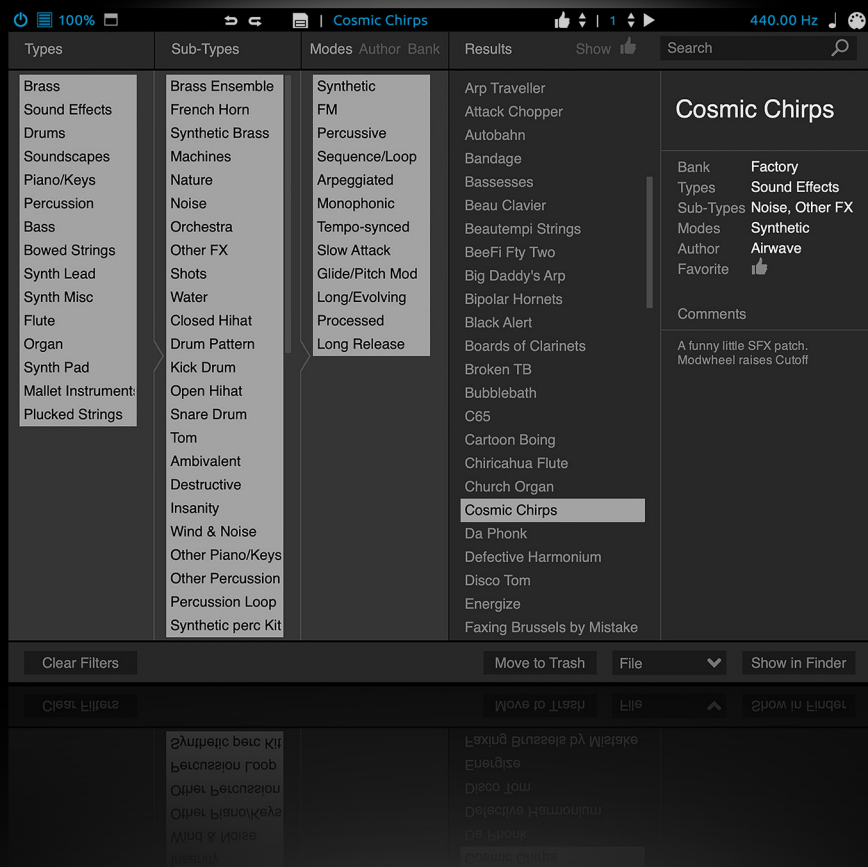 100% | Cosmic Chirps | 1 440.00 Hz
Types
Sub-Types
Modes Author Bank
Results
Show
Search
Brass
Sound Effects
Drums
Soundscapes
Piano/Keys
Percussion
Bass
Bowed Strings
Synth Lead
Synth Misc
Flute
Organ
Synth Pad
Mallet Instruments
Plucked Strings
Brass Ensemble
French Horn
Synthetic Brass
Machines
Nature
Noise
Orchestra
Other FX
Shots
Water
Closed Hihat
Drum Pattern
Kick Drum
Open Hihat
Snare Drum
Tom
Ambivalent
Destructive
Insanity
Wind & Noise
Other Piano/Keys
Other Percussion
Percussion Loop
Synthetic perc Kit
Synthetic
FM
Percussive
Sequence/Loop
Arpeggiated
Monophonic
Tempo-synced
Slow Attack
Glide/Pitch Mod
Long/Evolving
Processed
Long Release
Arp Traveller
Attack Chopper
Autobahn
Bandage
Bassesses
Beau Clavier
Beautempi Strings
BeeFi Fty Two
Big Daddy's Arp
Bipolar Hornets
Black Alert
Boards of Clarinets
Broken TB
Bubblebath
C65
Cartoon Boing
Chiricahua Flute
Church Organ
Cosmic Chirps
Da Phonk
Defective Harmonium
Disco Tom
Energize
Faxing Brussels by Mistake
Cosmic Chirps
Bank Factory
Types Sound Effects
Sub-Types Noise, Other FX
Modes Synthetic
Author Airwave
Favorite
Comments
A funny little SFX patch.
Modwheel raises Cutoff
Clear Filters
Move to Trash
File
Show in Finder